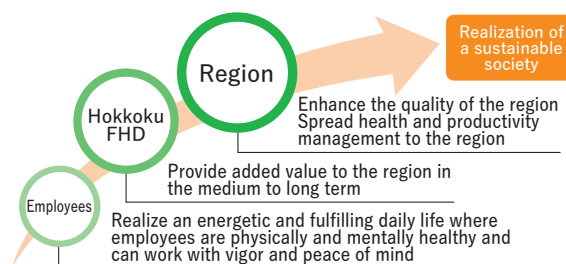 Realization of
a sustainable
society
Region
Enhance the quality of the region
Spread health and productivity
management to the region
Hokkoku
FHD
Provide added value to the region in
the medium to long term
Employees
Realize an energetic and fulfilling daily life where
employees are physically and mentally healthy and
can work with vigor and peace of mind